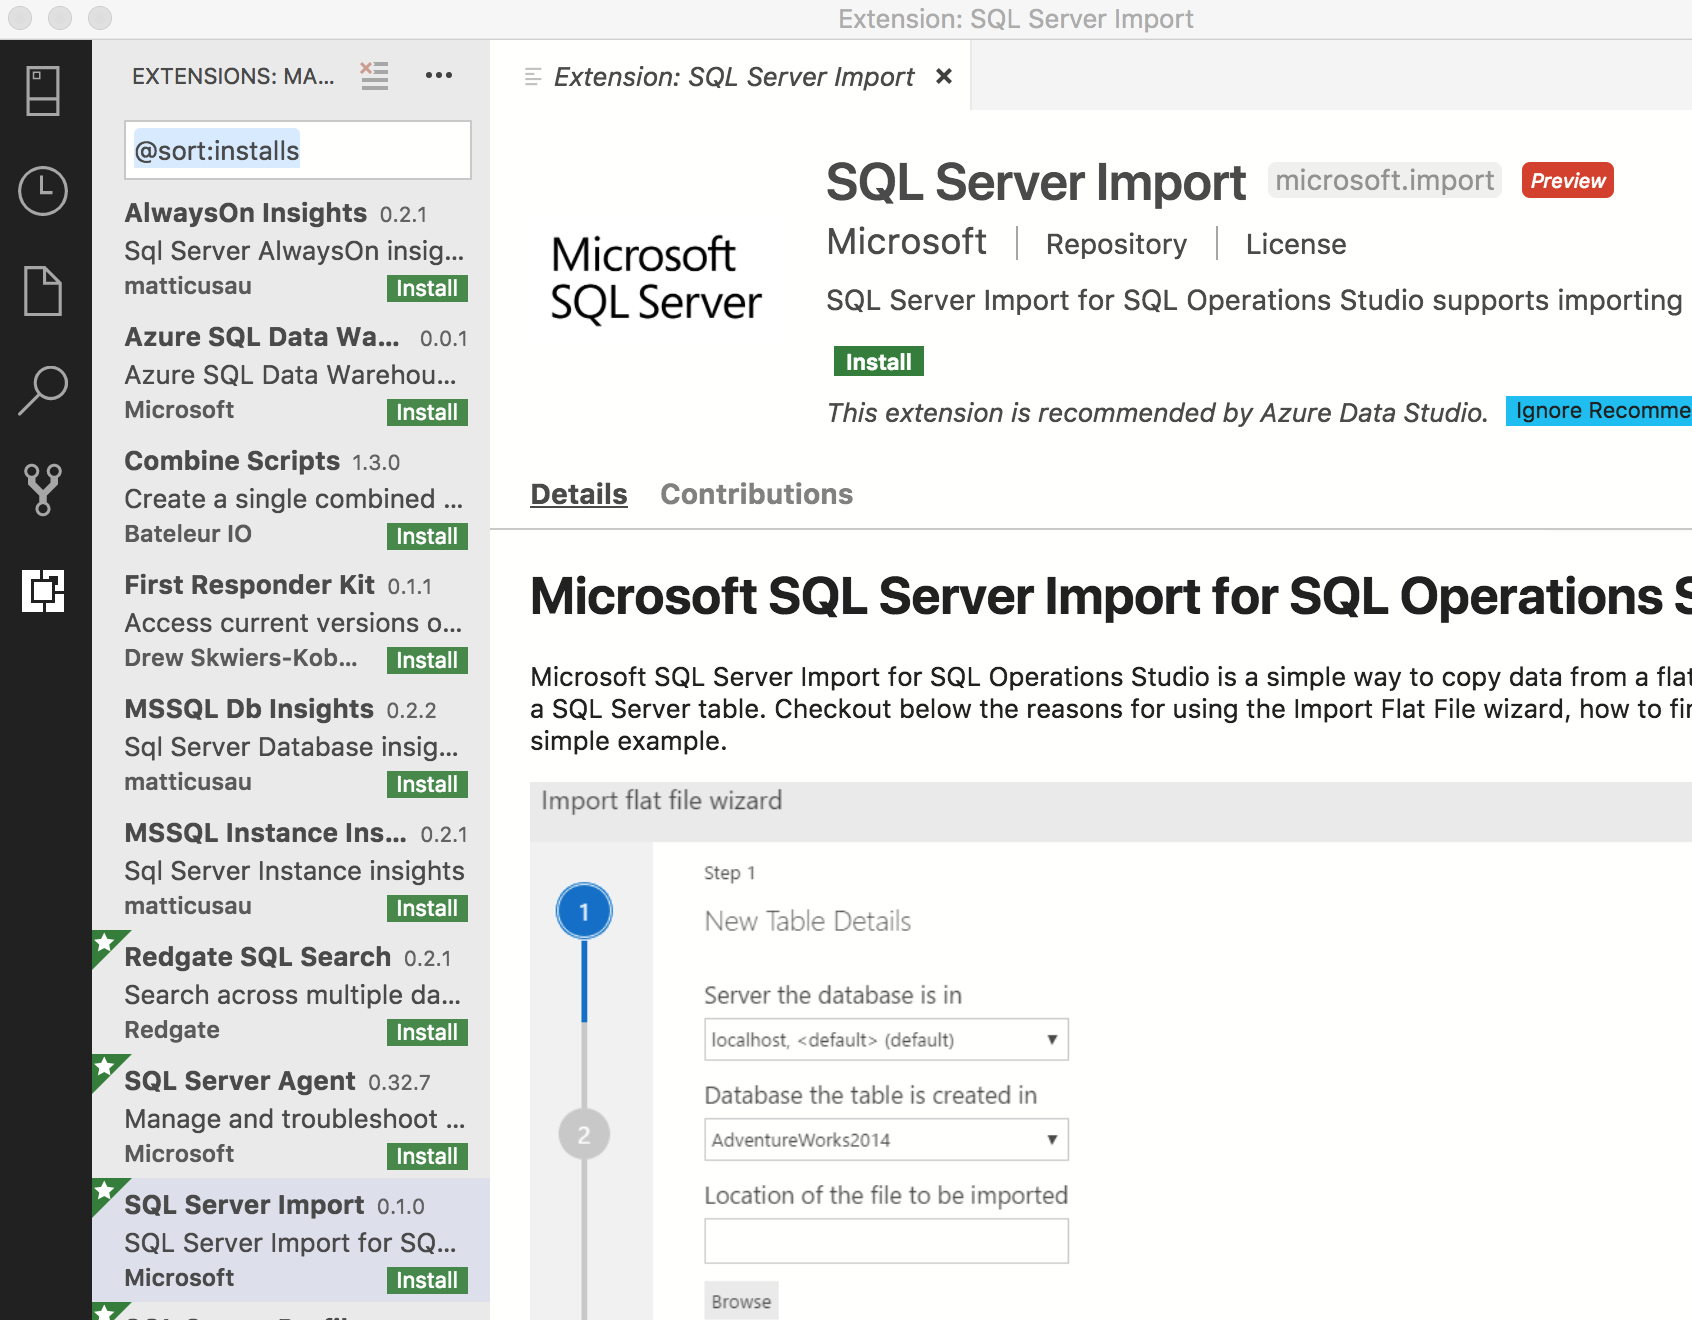 Extension: SQL Server Import
EXTENSIONS: MA...
@sort:installs
AlwaysOn Insights 0.2.1
Sql Server AlwaysOn insig...
matticusau Install
Azure SQL Data Wa... 0.0.1
Azure SQL Data Warehou...
Microsoft Install
Combine Scripts 1.3.0
Create a single combined ...
Bateleur IO Install
First Responder Kit 0.1.1
Access current versions o...
Drew Skwiers-Kob... Install
MSSQL Db Insights 0.2.2
Sql Server Database insig...
matticusau Install
MSSQL Instance Ins... 0.2.1
Sql Server Instance insights
matticusau Install
Redgate SQL Search 0.2.1
Search across multiple da...
Redgate Install
SQL Server Agent 0.32.7
Manage and troubleshoot ...
Microsoft Install
SQL Server Import 0.1.0
SQL Server Import for SQ...
Microsoft Install
Extension: SQL Server Import
Microsoft
SQL Server
SQL Server Import microsoft.import Preview
Microsoft Repository License
SQL Server Import for SQL Operations Studio supports importing
Install
This extension is recommended by Azure Data Studio. Ignore Recomme
Details Contributions
Microsoft SQL Server Import for SQL Operations S
Microsoft SQL Server Import for SQL Operations Studio is a simple way to copy data from a flat
a SQL Server table. Checkout below the reasons for using the Import Flat File wizard, how to fin
simple example.
Import flat file wizard
1
2
Step 1
New Table Details
Server the database is in
localhost, <default> (default)
Database the table is created in
AdventureWorks2014
Location of the file to be imported
Browse